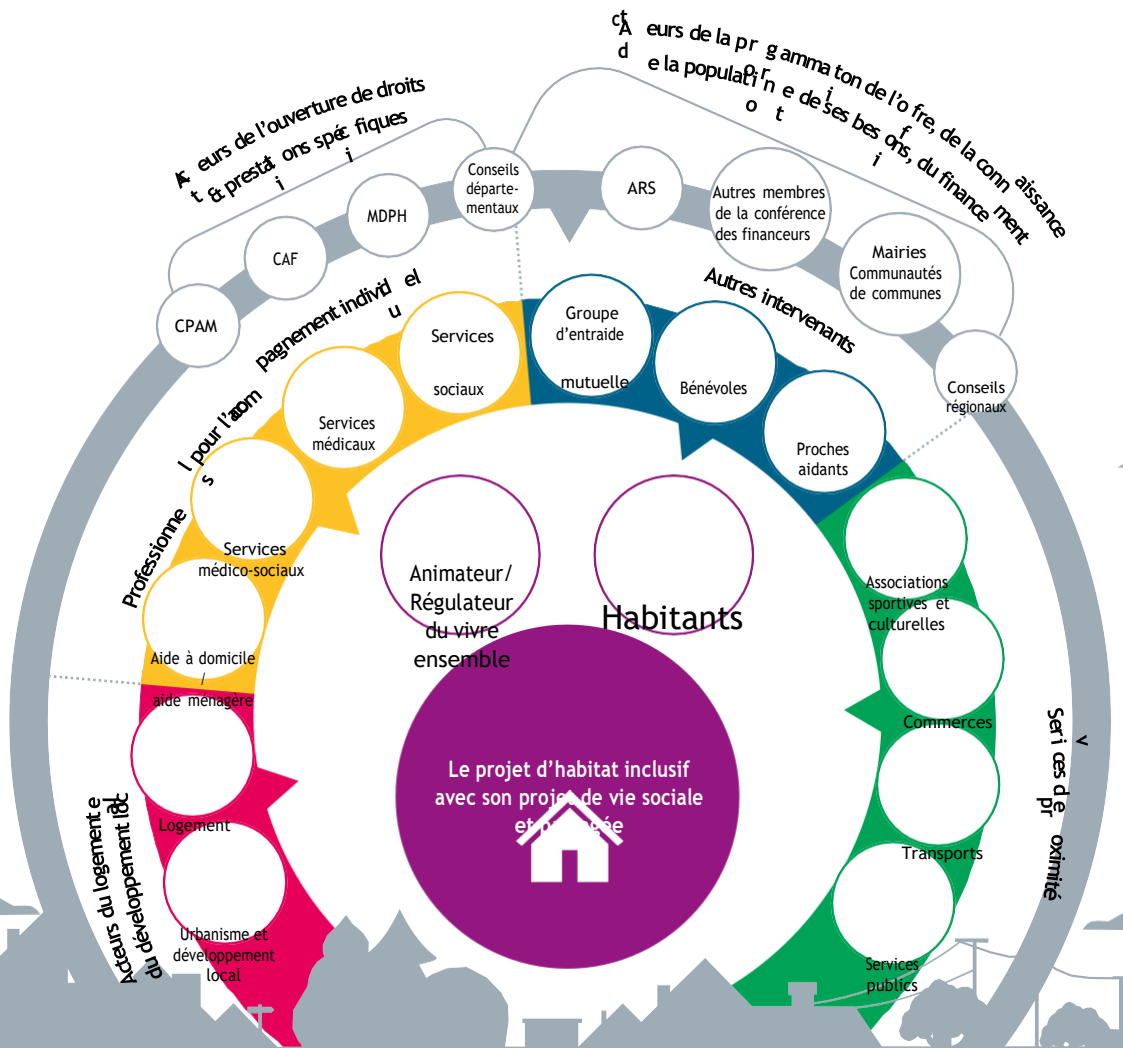 Acteurs de l’ouverture de droits
& prestations spécifiques
Acteurs de la programmation de l’offre, de la connaissance
de la population et de ses besoins, du financement
CPAM
CAF
MDPH
Conseils
départe-
mentaux
ARS
Autres membres
de la conférence
des financeurs
Mairies
Communautés
de communes
Conseils
régionaux
Professionnels pour l’accompagnement individuel
Aide à domicile
/
aide ménagère
Services
médico-sociaux
Services
médicaux
Services
sociaux
Autres intervenants
Groupe
d’entraide
mutuelle
Bénévoles
Proches
aidants
Services de proximité
Associations
sportives et
culturelles
Commerces
Transports
Services
publics
Acteurs du logement et
du développement local
Logement
Urbanisme et
développement
local
Animateur/
Régulateur
du vivre
ensemble
Habitants
Le projet d’habitat inclusif
avec son projet de vie sociale
et partagée